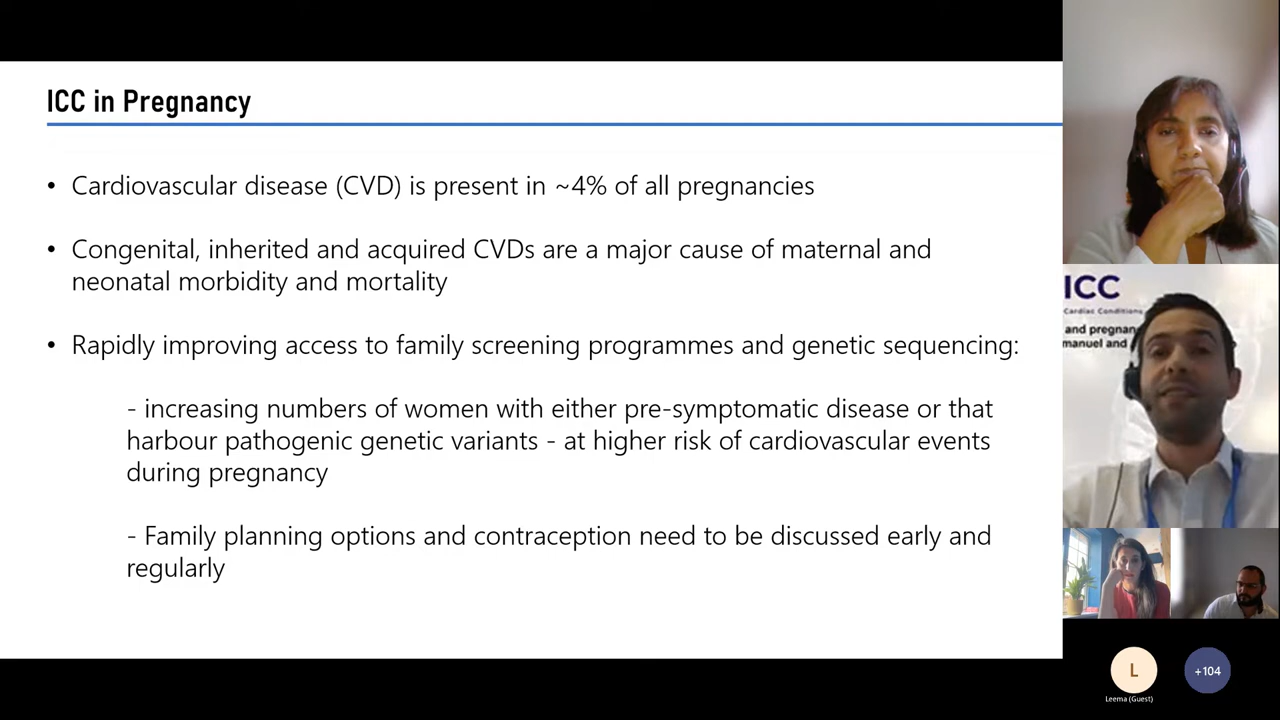 ICC in Pregnancy
• Cardiovascular disease (CVD) is present in ~4% of all pregnancies
• Congenital, inherited and acquired CVDs are a major cause of maternal and
neonatal morbidity and mortality
• Rapidly improving access to family screening programmes and genetic sequencing:
- increasing numbers of women with either pre-symptomatic disease or that
harbour pathogenic genetic variants - at higher risk of cardiovascular events
during pregnancy
- Family planning options and contraception need to be discussed early and
regularly
ICC
Cardiac Conditions
and pregnan
manuel and
L
+104
Leema (Guest)